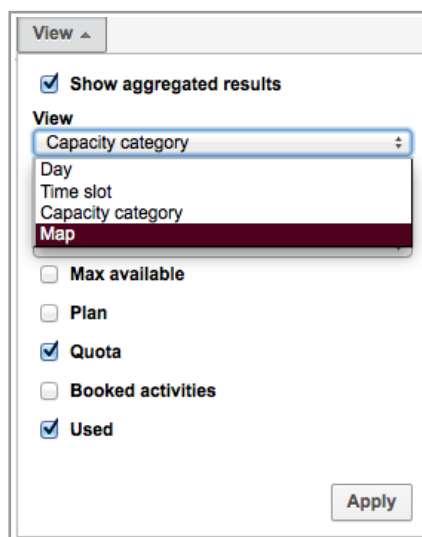 View
Show aggregated results
View
Capacity category
Day
Time slot
Capacity category
Map
Max available
Plan
Quota
Booked activities
Used
Apply